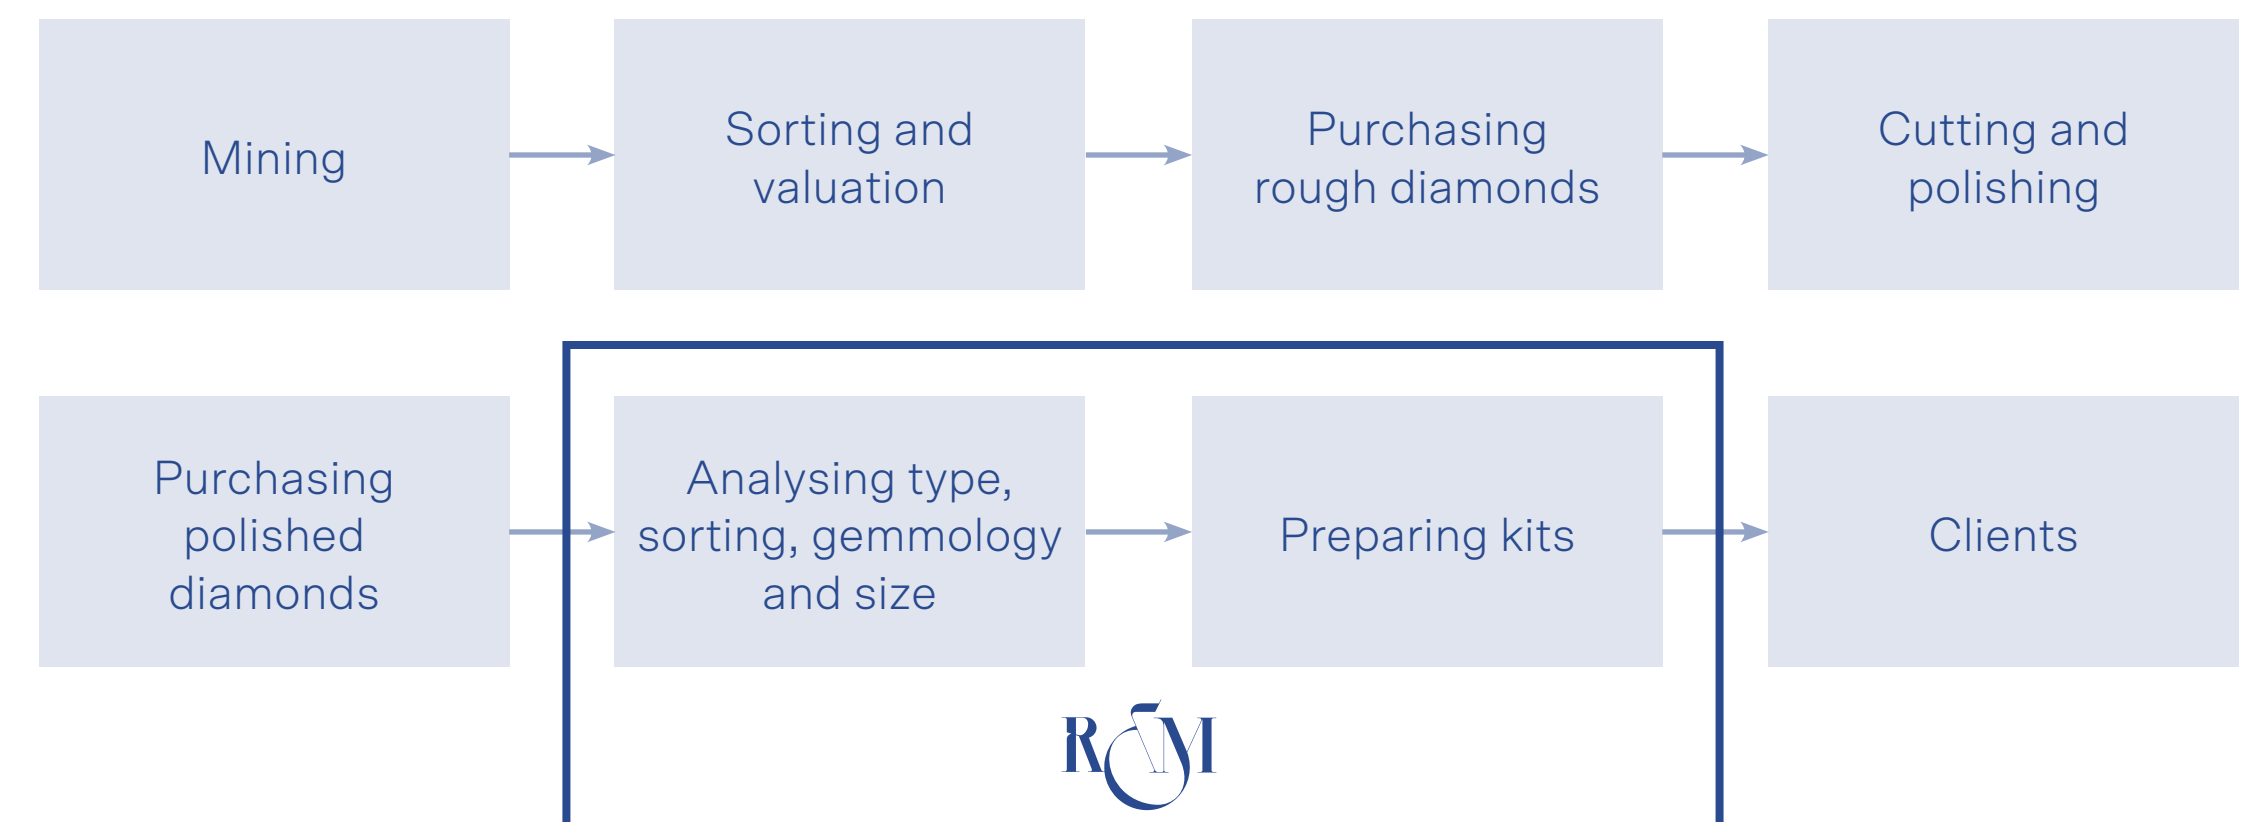 Mining
Sorting and
valuation
Purchasing
rough diamonds
Cutting and
polishing
Purchasing
polished
diamonds
Analysing type,
sorting, gemmology
and size
Preparing kits
Clients
R&M